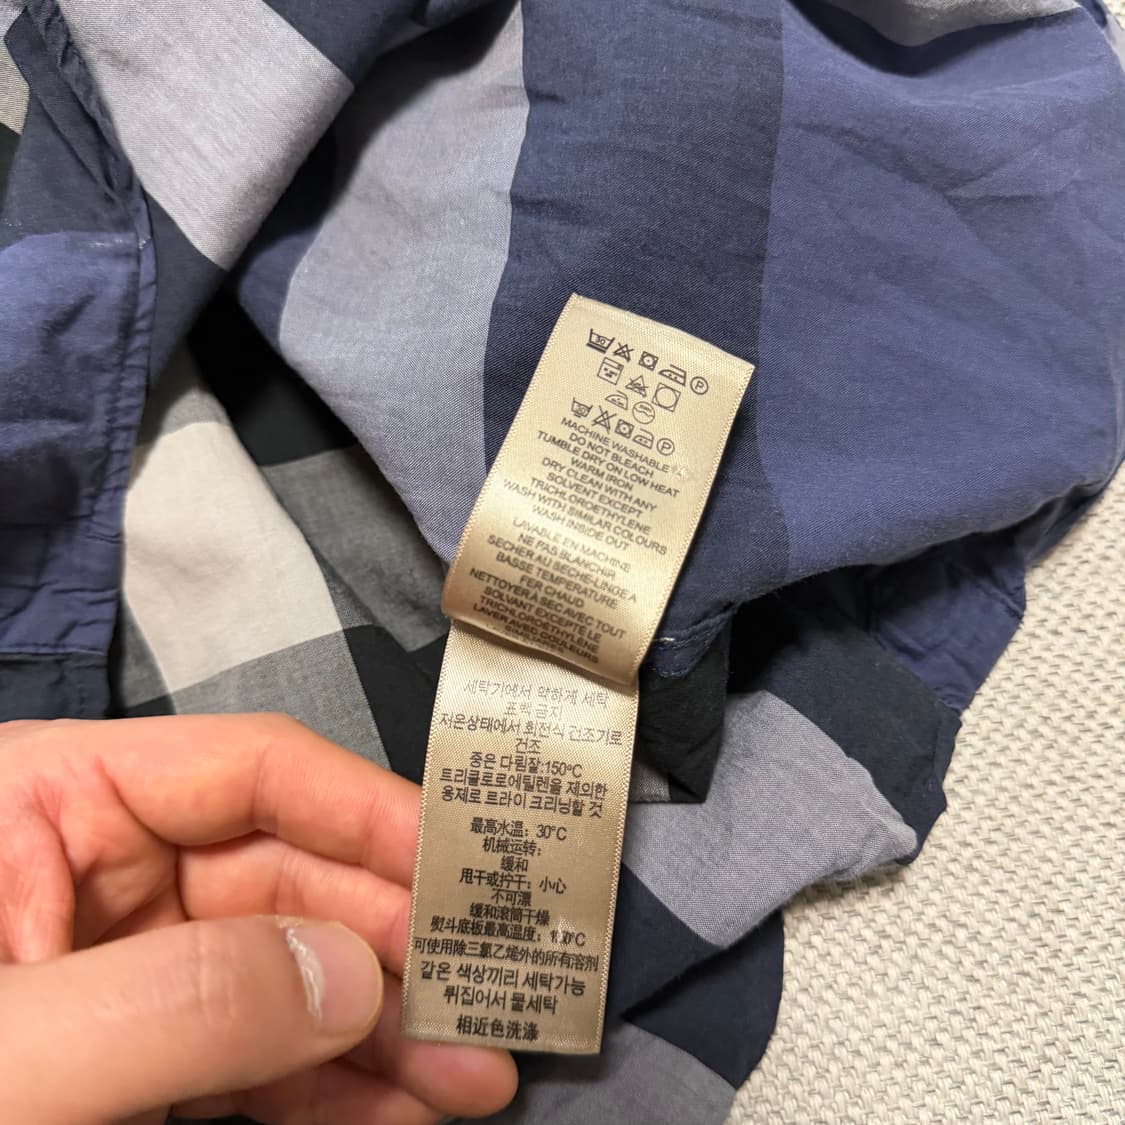 MACHINE WASHABLE
DO NOT BLEACH
TUMBLE DRY ON LOW HEAT
WARM IRON
DRY CLEAN WITH ANY
SOLVENT EXCEPT
TRICHLOROETHYLENE
WASH WITH SIMILAR COLOURS
WASH INSIDE OUT
LAVABLE EN MACHINE
NE PAS BLANCHIR
SECHER AU SECHE-LINGE A
BASSE TEMPERATURE
FER CHAUD
NETTOYER A SEC AVEC TOUT
SOLVANT EXCEPTE LE
TRICHLOROETHYLENE
LAVER AVEC COULEURS
세탁기에서 약하게 세탁
표백금지
저온상태에서 회전식 건조기로
건조
중은 다림질:150°C
트리클로로에틸렌을 제외한
용제로 드라이 크리닝할 것
最高水温：30°C
机械运转：
缓和
甩干或拧干：小心
不可漂
缓和滚筒干燥
熨斗底板最高温度：
可使用除三氯乙烯外的所有溶剂
같은 색상끼리 세탁가능
뒤집어서 물세탁
相近色洗涤